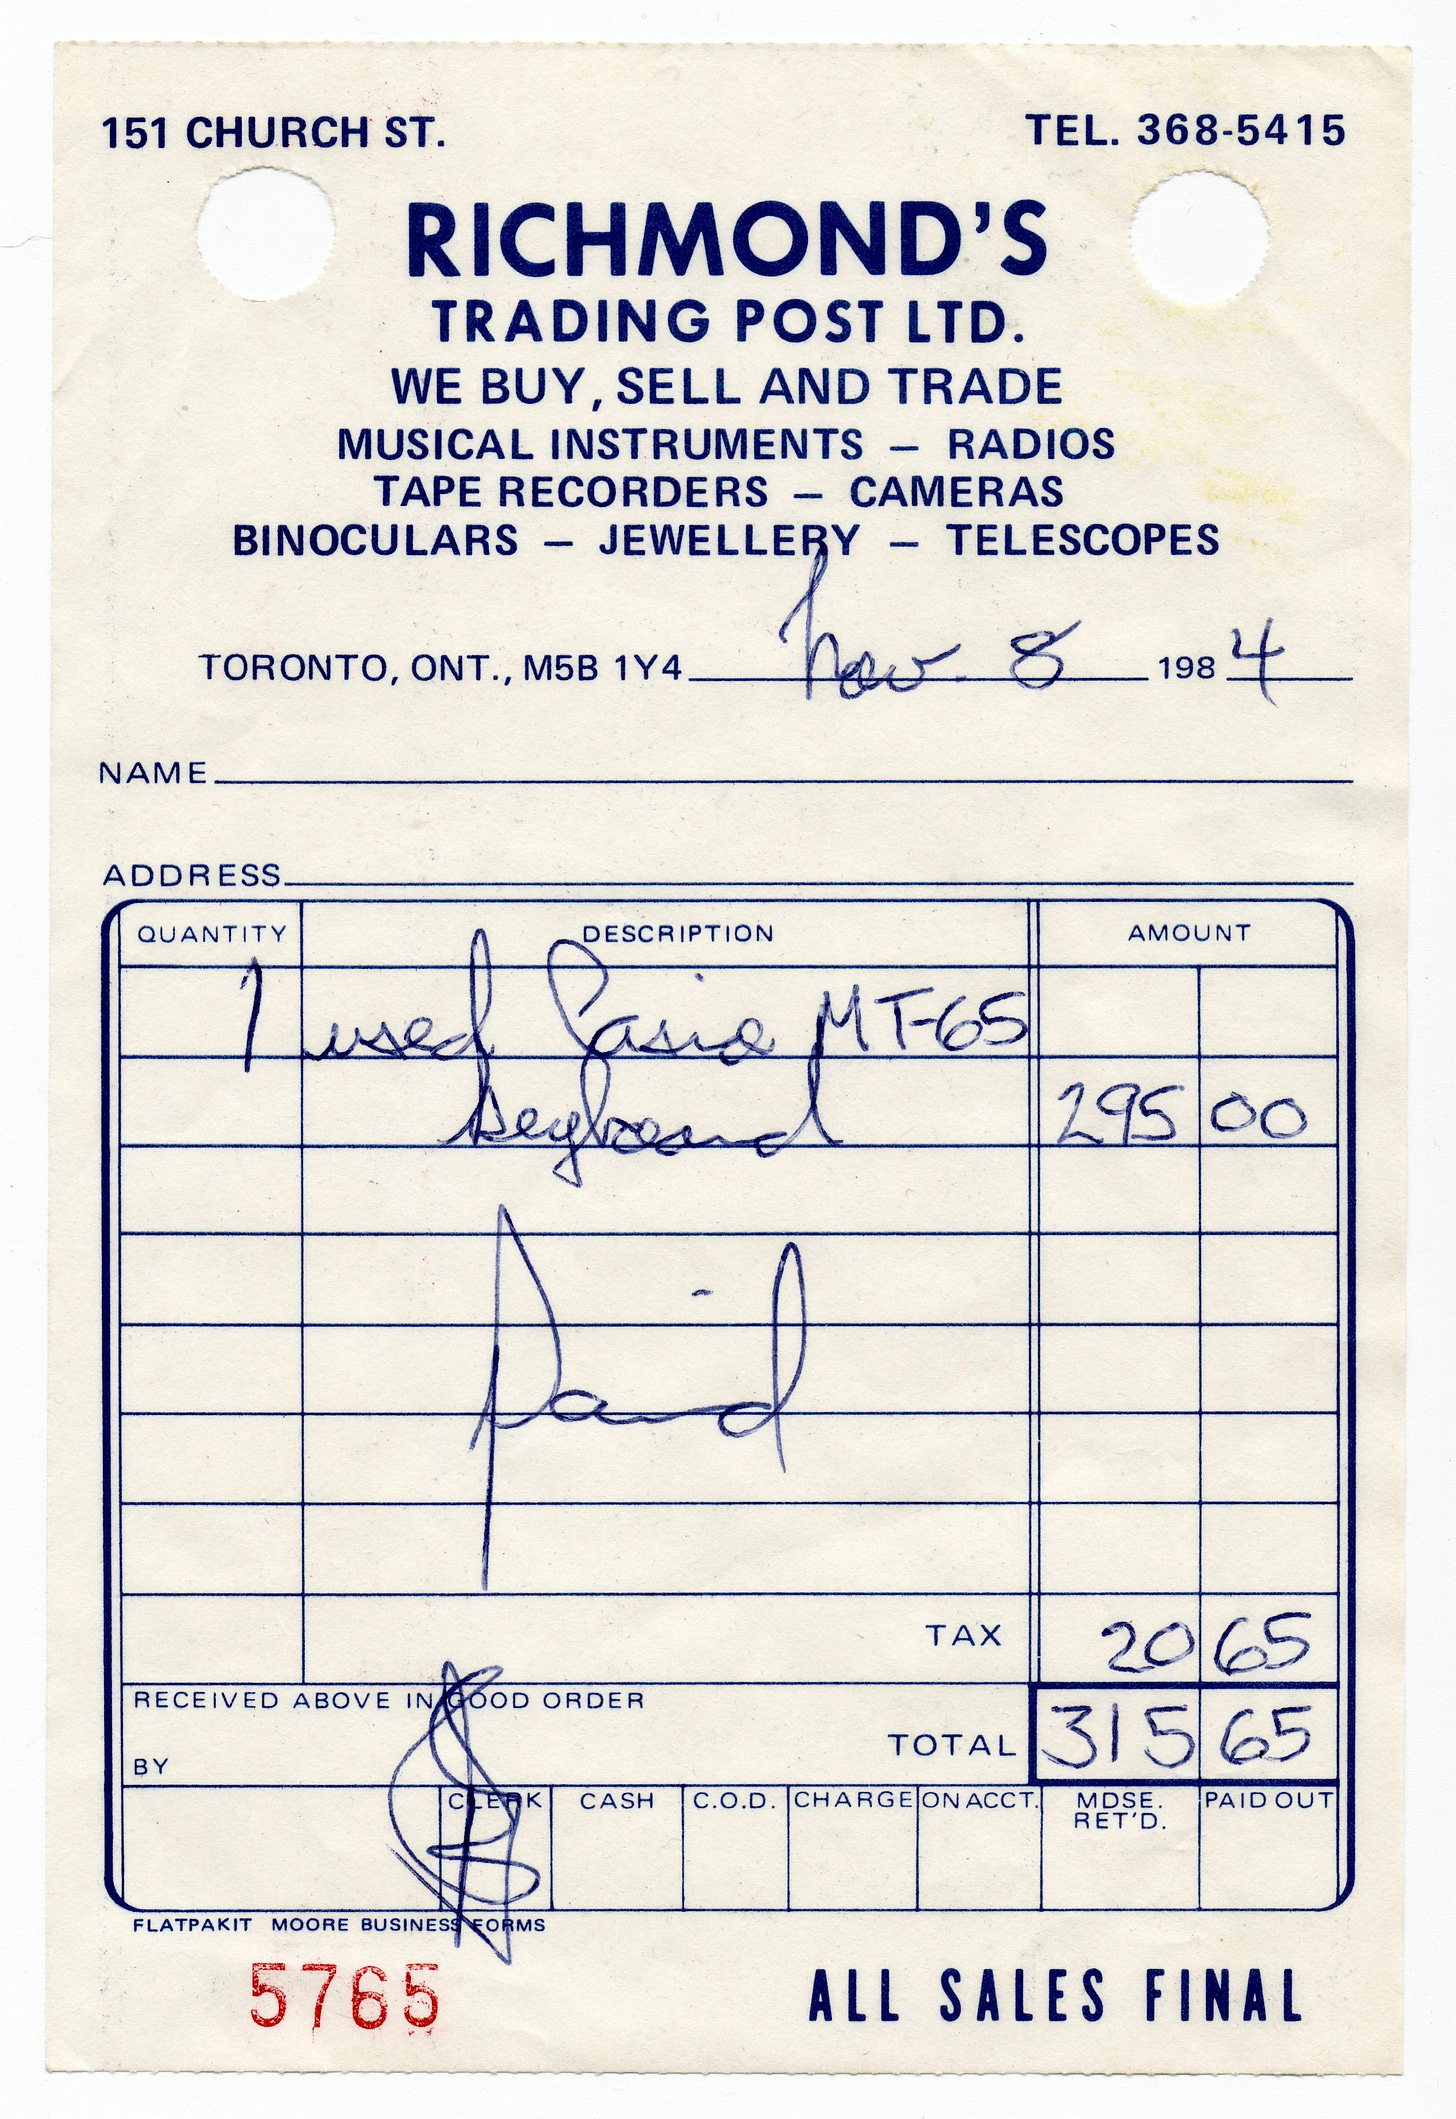 151 CHURCH ST. TEL. 368-5415
RICHMOND'S
TRADING POST LTD.
WE BUY, SELL AND TRADE
MUSICAL INSTRUMENTS – RADIOS
TAPE RECORDERS – CAMERAS
BINOCULARS – JEWELLERY – TELESCOPES
TORONTO, ONT., M5B 1Y4 Nov. 8 1984
NAME
ADDRESS
QUANTITY DESCRIPTION AMOUNT
1 used Casio MT-65
keyboard 295 00
paid
TAX 20 65
RECEIVED ABOVE IN GOOD ORDER
TOTAL 315 65
BY
CLERK CASH C.O.D. CHARGE ON ACCT. MDSE. RET'D. PAID OUT
FLATPAKIT MOORE BUSINESS FORMS
5765 ALL SALES FINAL